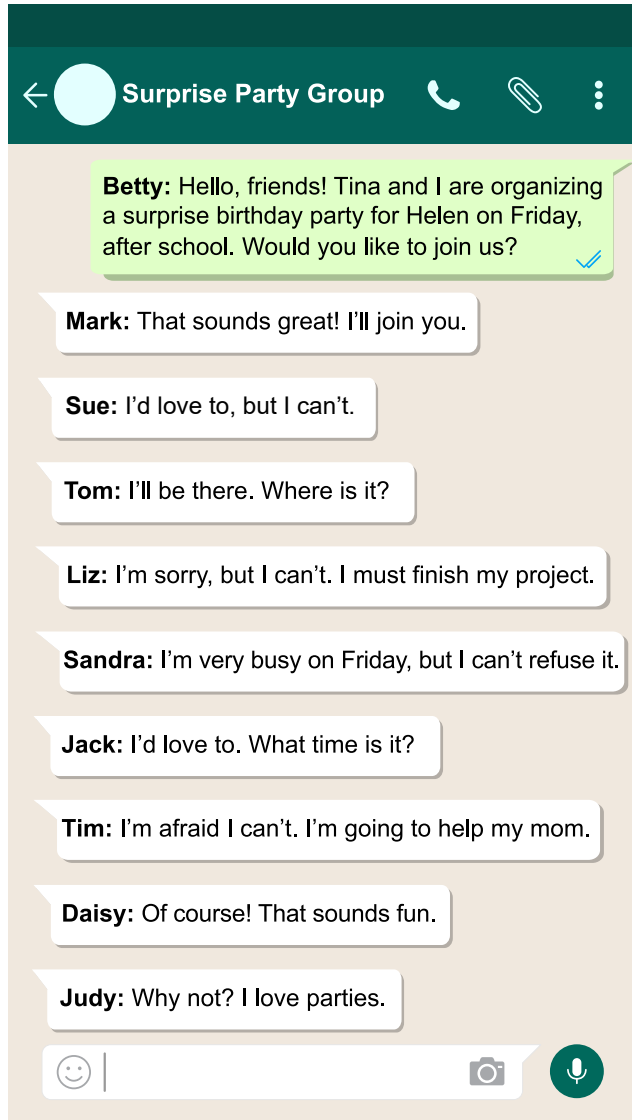 Surprise Party Group
Betty: Hello, friends! Tina and I are organizing
a surprise birthday party for Helen on Friday,
after school. Would you like to join us?
Mark: That sounds great! I’ll join you.
Sue: I’d love to, but I can’t.
Tom: I’ll be there. Where is it?
Liz: I’m sorry, but I can’t. I must finish my project.
Sandra: I’m very busy on Friday, but I can’t refuse it.
Jack: I’d love to. What time is it?
Tim: I’m afraid I can’t. I’m going to help my mom.
Daisy: Of course! That sounds fun.
Judy: Why not? I love parties.